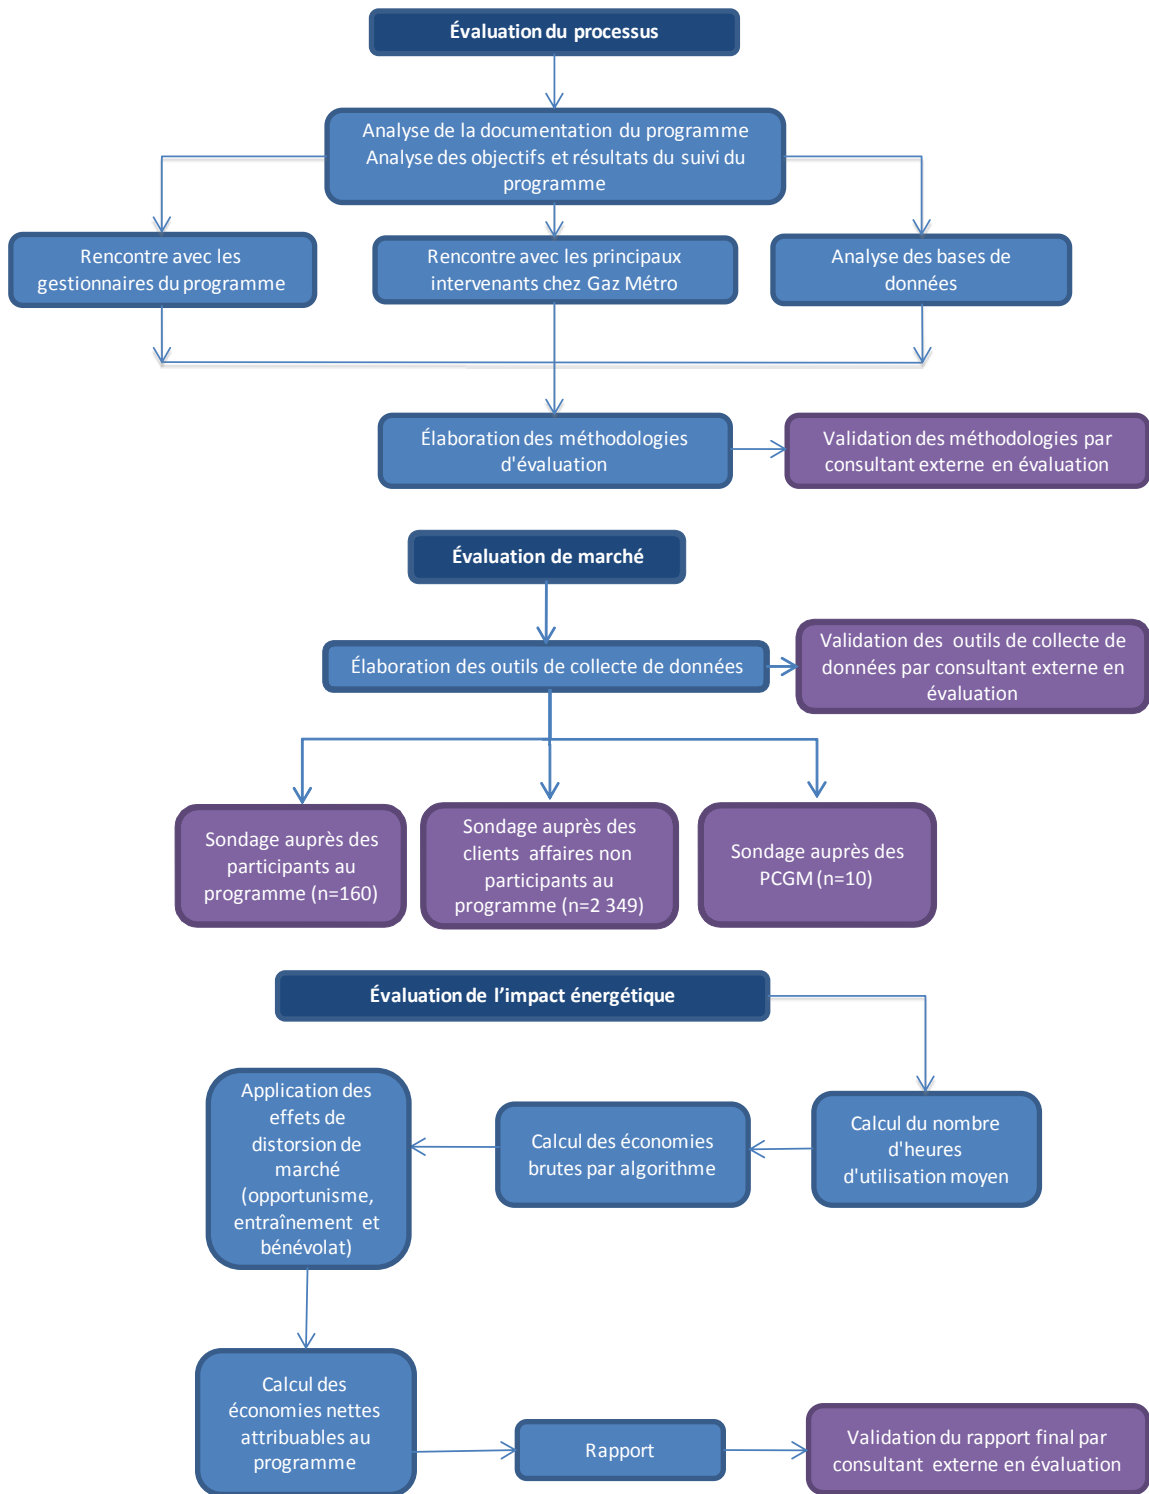 Évaluation du processus
Analyse de la documentation du programme
Analyse des objectifs et résultats du suivi du
programme
Rencontre avec les
gestionnaires du programme
Rencontre avec les principaux
intervenants chez Gaz Métro
Analyse des bases de
données
Élaboration des méthodologies
d'évaluation
Validation des méthodologies par
consultant externe en évaluation
Évaluation de marché
Élaboration des outils de collecte de données
Validation des outils de collecte de
données par consultant externe en
évaluation
Sondage auprès des
participants au
programme (n=160)
Sondage auprès des
clients affaires non
participants au
programme (n=2 349)
Sondage auprès des
PCGM (n=10)
Évaluation de l’impact énergétique
Calcul du nombre
d'heures
d'utilisation moyen
Calcul des économies
brutes par algorithme
Application des
effets de
distorsion de
marché
(opportunisme,
entraînement et
bénévolat)
Calcul des
économies nettes
attribuables au
programme
Rapport
Validation du rapport final par
consultant externe en évaluation